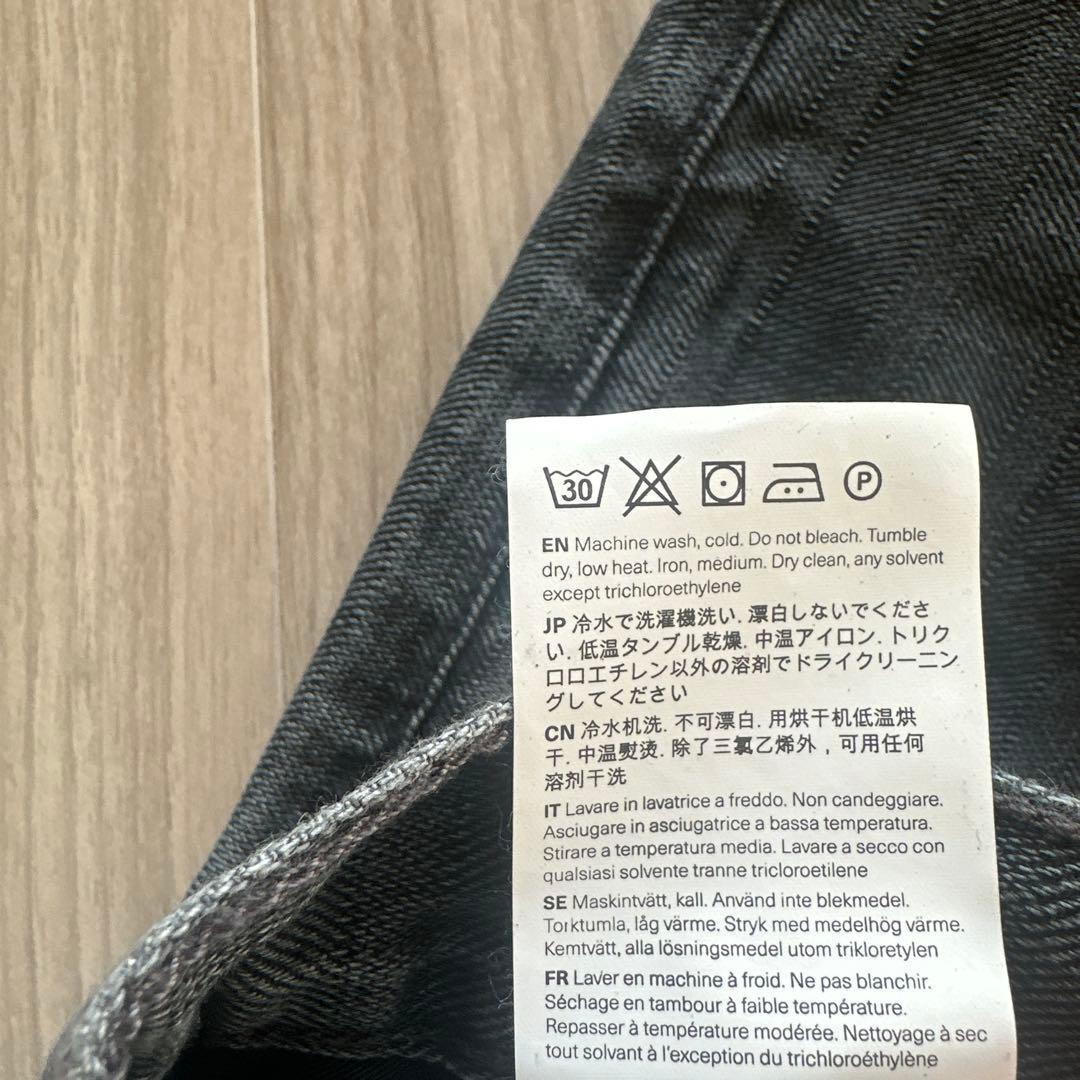 30 P
EN Machine wash, cold. Do not bleach. Tumble
dry, low heat. Iron, medium. Dry clean, any solvent
except trichloroethylene
JP 冷水で洗濯機洗い. 漂白しないでくださ
い. 低温タンブル乾燥. 中温アイロン. トリク
ロロエチレン以外の溶剤でドライクリーニン
グしてください
CN 冷水机洗. 不可漂白. 用烘干机低温烘
干. 中温熨烫. 除了三氯乙烯外，可用任何
溶剂干洗
IT Lavare in lavatrice a freddo. Non candeggiare.
Asciugare in asciugatrice a bassa temperatura.
Stirare a temperatura media. Lavare a secco con
qualsiasi solvente tranne tricloroetilene
SE Maskintvätt, kall. Använd inte blekmedel.
Torktumla, låg värme. Stryk med medelhög värme.
Kemtvätt, alla lösningsmedel utom trikloretylen
FR Laver en machine à froid. Ne pas blanchir.
Séchage en tambour à faible température.
Repasser à température modérée. Nettoyage à sec
tout solvant à l'exception du trichloroéthylène